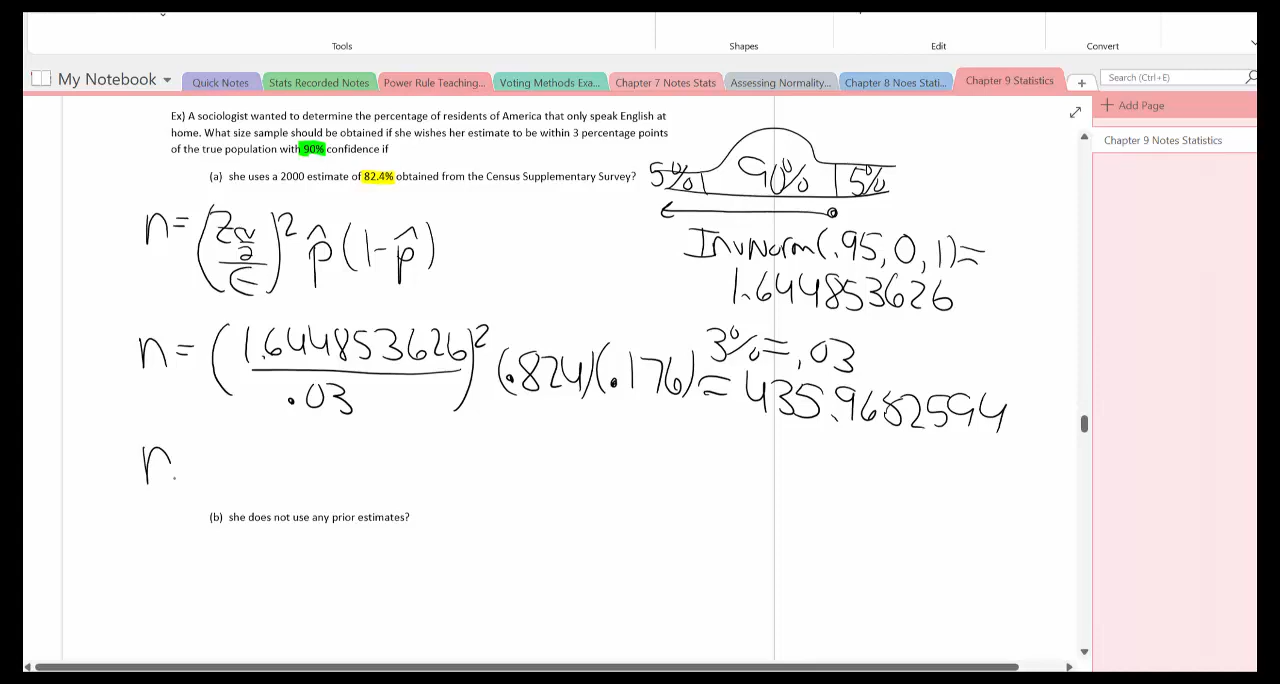 Tools Shapes Edit Convert
My Notebook Quick Notes Stats Recorded Notes Power Rule Teaching... Voting Methods Exa... Chapter 7 Notes Stats Assessing Normality... Chapter 8 Noes Stati... Chapter 9 Statistics + Search (Ctrl+E)
+ Add Page
Chapter 9 Notes Statistics
Ex) A sociologist wanted to determine the percentage of residents of America that only speak English at
home. What size sample should be obtained if she wishes her estimate to be within 3 percentage points
of the true population with 90% confidence if
(a) she uses a 2000 estimate of 82.4% obtained from the Census Supplementary Survey?
5% 90% 5%
n = (Zα/2 / E)² p̂(1-p̂)
InvNorm(.95, 0, 1) =
1.644853626
3% = .03
n = (1.644853626 / .03)² (.824)(.176) = 435.9682594
n
(b) she does not use any prior estimates?